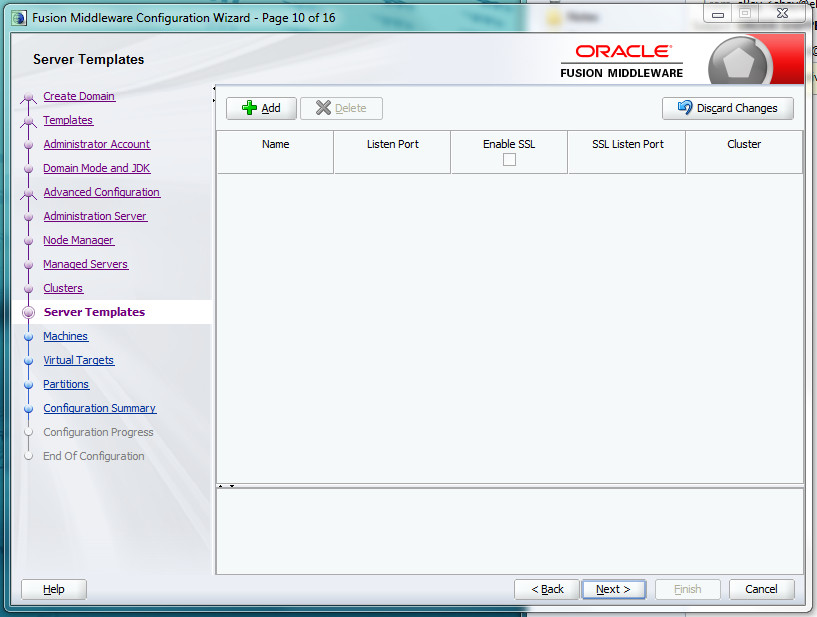 Fusion Middleware Configuration Wizard - Page 10 of 16
Server Templates
ORACLE
FUSION MIDDLEWARE
Create Domain
Templates
Administrator Account
Domain Mode and JDK
Advanced Configuration
Administration Server
Node Manager
Managed Servers
Clusters
Server Templates
Machines
Virtual Targets
Partitions
Configuration Summary
Configuration Progress
End Of Configuration
Add
Delete
Discard Changes
Name
Listen Port
Enable SSL
SSL Listen Port
Cluster
Help
< Back
Next >
Finish
Cancel